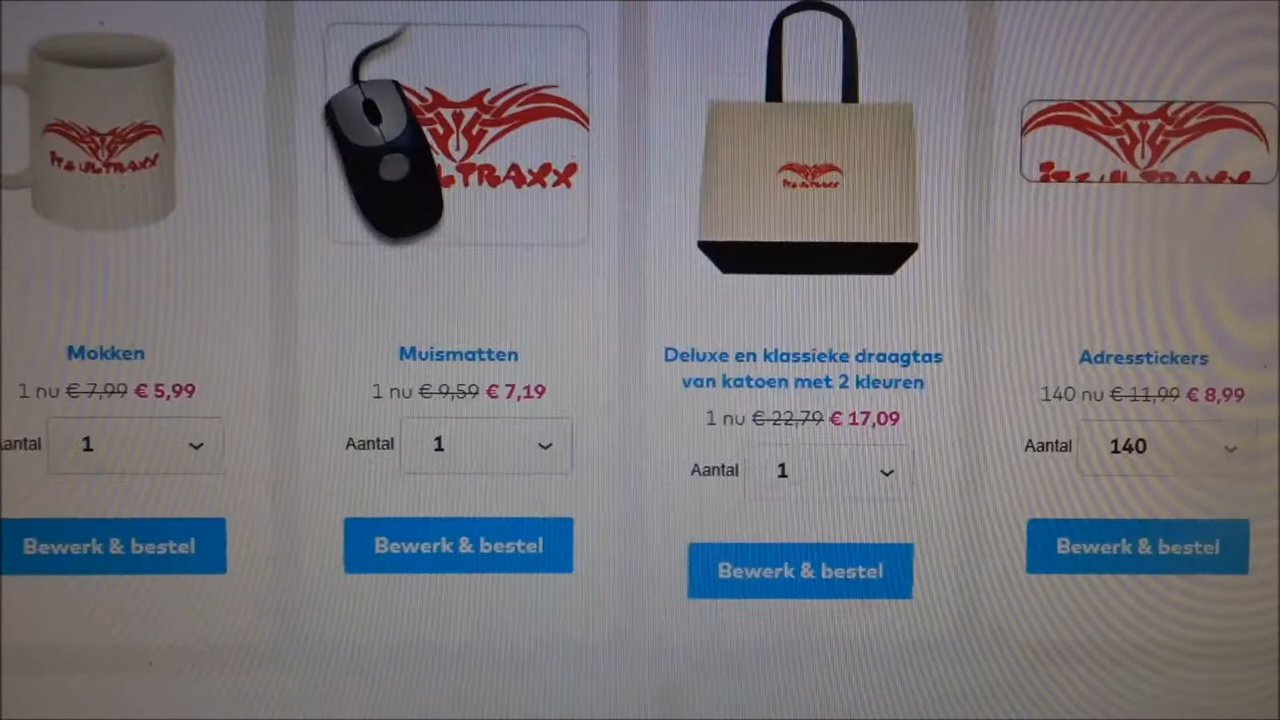 Mokken
1 nu € 7,99 € 5,99
Aantal 1
Bewerk & bestel
ULTRAXX
Muismatten
1 nu € 9,59 € 7,19
Aantal 1
Bewerk & bestel
Deluxe en klassieke draagtas
van katoen met 2 kleuren
1 nu € 22,79 € 17,09
Aantal 1
Bewerk & bestel
Adresstickers
140 nu € 11,99 € 8,99
Aantal 140
Bewerk & bestel